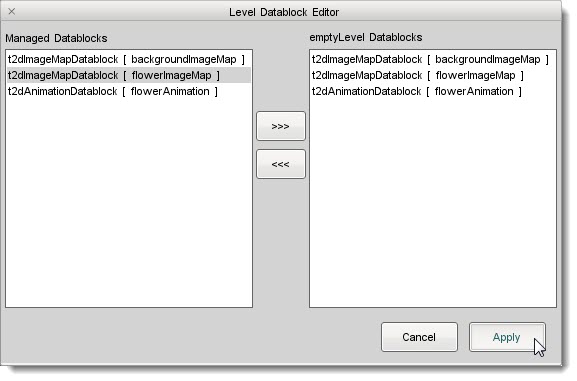 Level Datablock Editor
Managed Datablocks
t2dImageMapDatablock [ backgroundImageMap ]
t2dImageMapDatablock [ flowerImageMap ]
t2dAnimationDatablock [ flowerAnimation ]
>>>
<<<
emptyLevel Datablocks
t2dImageMapDatablock [ backgroundImageMap ]
t2dImageMapDatablock [ flowerImageMap ]
t2dAnimationDatablock [ flowerAnimation ]
Cancel
Apply